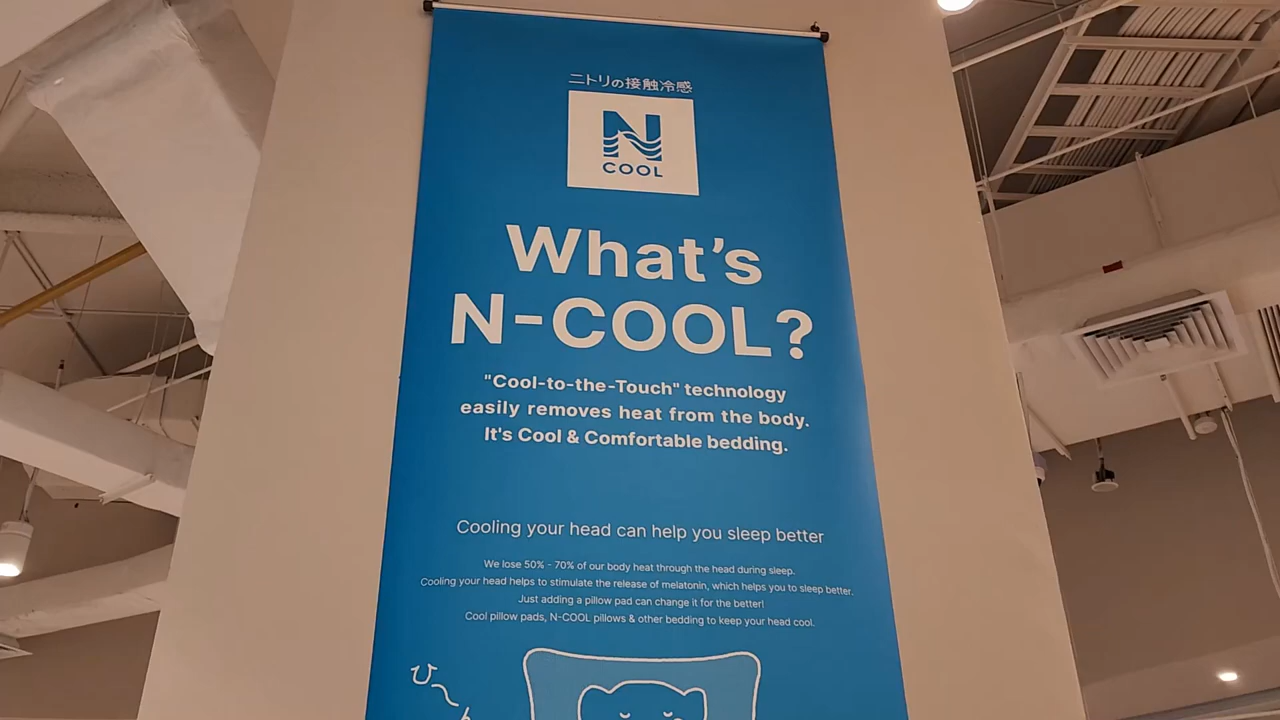 ニトリの接触冷感
N
COOL
What's
N-COOL?
"Cool-to-the-Touch" technology
easily removes heat from the body.
It's Cool & Comfortable bedding.
Cooling your head can help you sleep better
We lose 50% - 70% of our body heat through the head during sleep.
Cooling your head helps to stimulate the release of melatonin, which helps you to sleep better.
Just adding a pillow pad can change it for the better!
Cool pillow pads, N-COOL pillows & other bedding to keep your head cool.
ひ〜